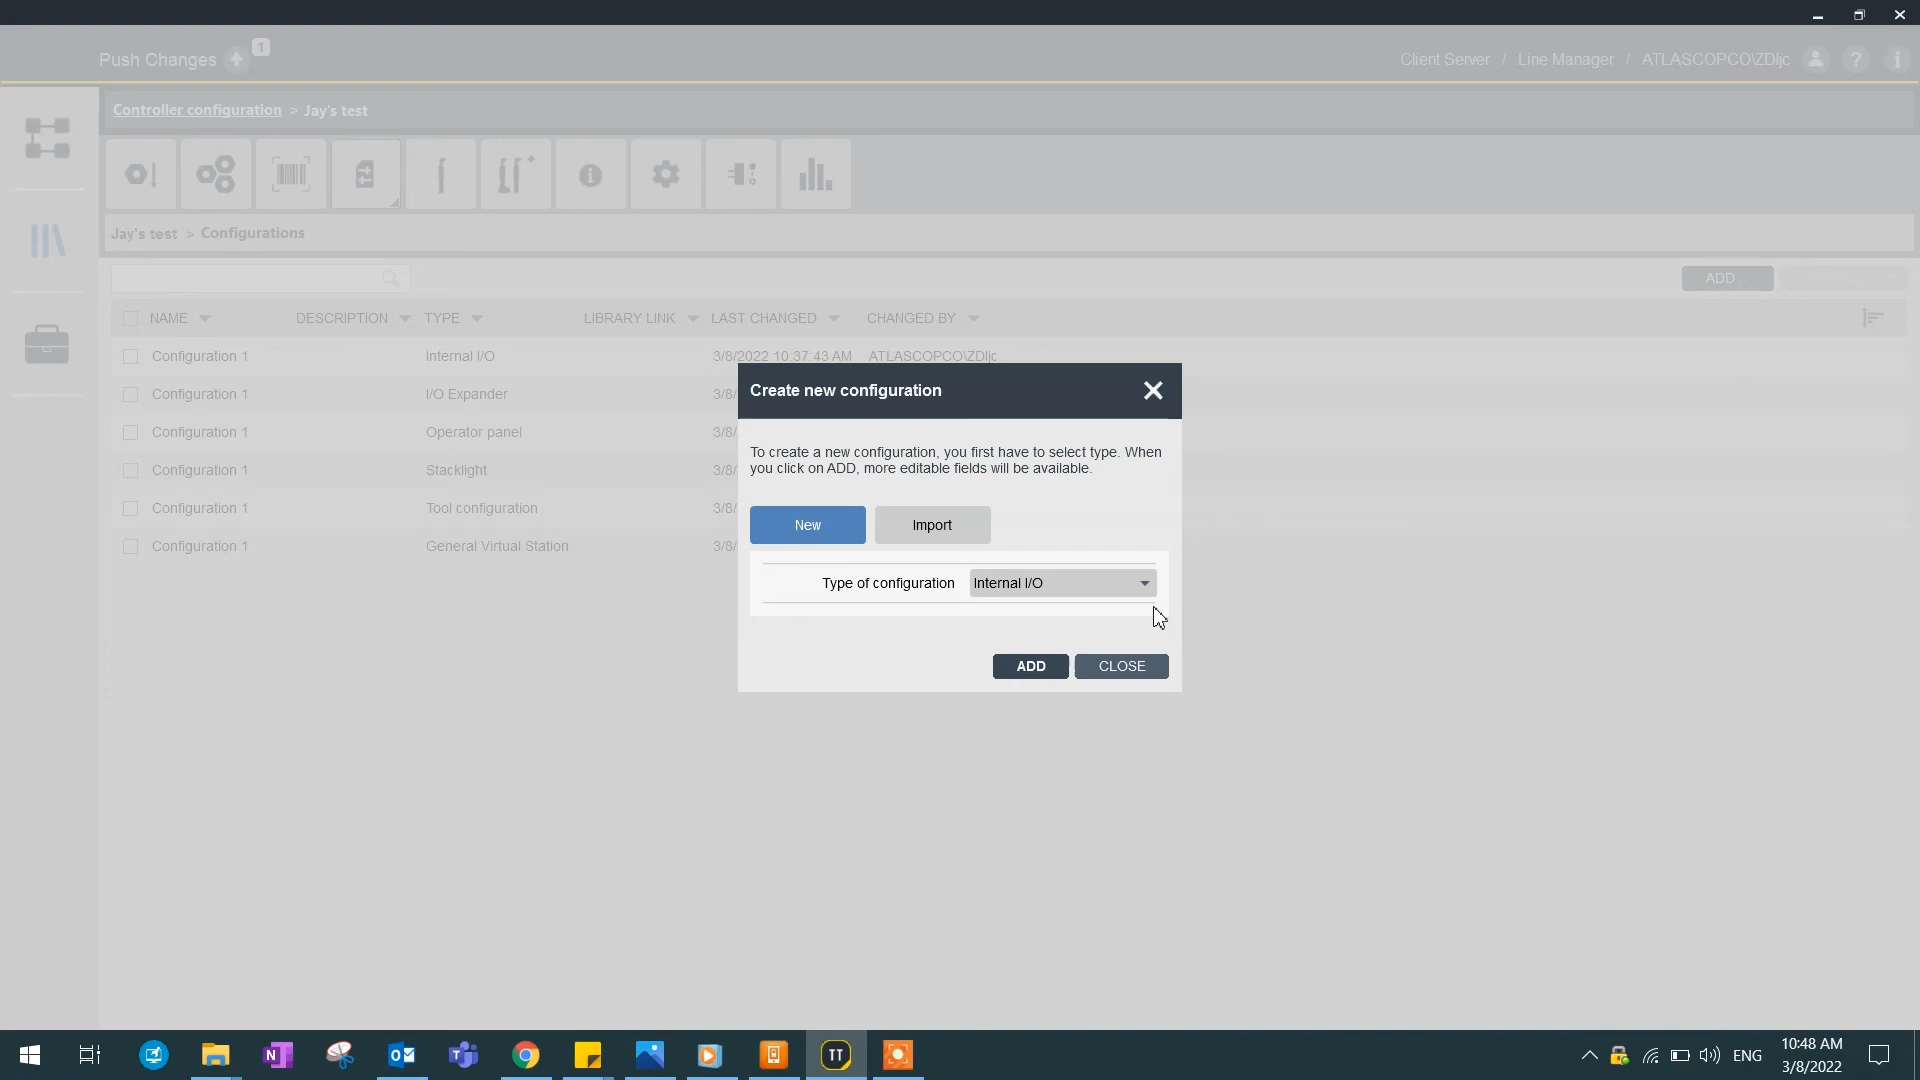 Push Changes 1
Client Server / Line Manager / ATLASCOPCO\ZDljc ? i
Controller configuration > Jay's test
Jay's test > Configurations
ADD...
NAME DESCRIPTION TYPE LIBRARY LINK LAST CHANGED CHANGED BY
Configuration 1 Internal I/O 3/8/2022 10:37:43 AM ATLASCOPCO\ZDljc
Configuration 1 I/O Expander 3/8/
Configuration 1 Operator panel 3/8/
Configuration 1 Stacklight 3/8/
Configuration 1 Tool configuration 3/8/
Configuration 1 General Virtual Station 3/8/
Create new configuration
To create a new configuration, you first have to select type. When
you click on ADD, more editable fields will be available.
New Import
Type of configuration Internal I/O
ADD CLOSE
ENG
10:48 AM
3/8/2022